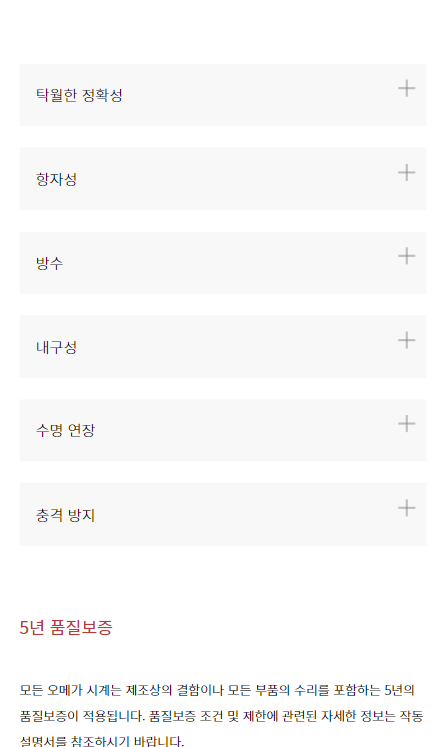 탁월한 정확성
항자성
방수
내구성
수명 연장
충격 방지
5년 품질보증
모든 오메가 시계는 제조상의 결함이나 모든 부품의 수리를 포함하는 5년의
품질보증이 적용됩니다. 품질보증 조건 및 제한에 관련된 자세한 정보는 작동
설명서를 참조하시기 바랍니다.